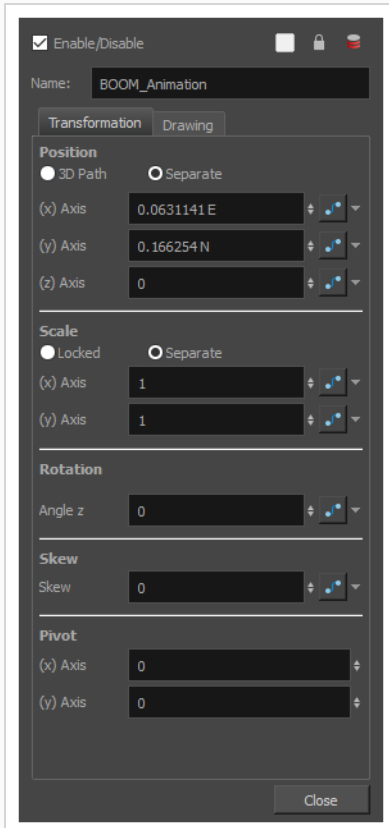 Enable/Disable
Name: BOOM_Animation
Transformation Drawing
Position
3D Path Separate
(x) Axis 0.0631141 E
(y) Axis 0.166254 N
(z) Axis 0
Scale
Locked Separate
(x) Axis 1
(y) Axis 1
Rotation
Angle z 0
Skew
Skew 0
Pivot
(x) Axis 0
(y) Axis 0
Close